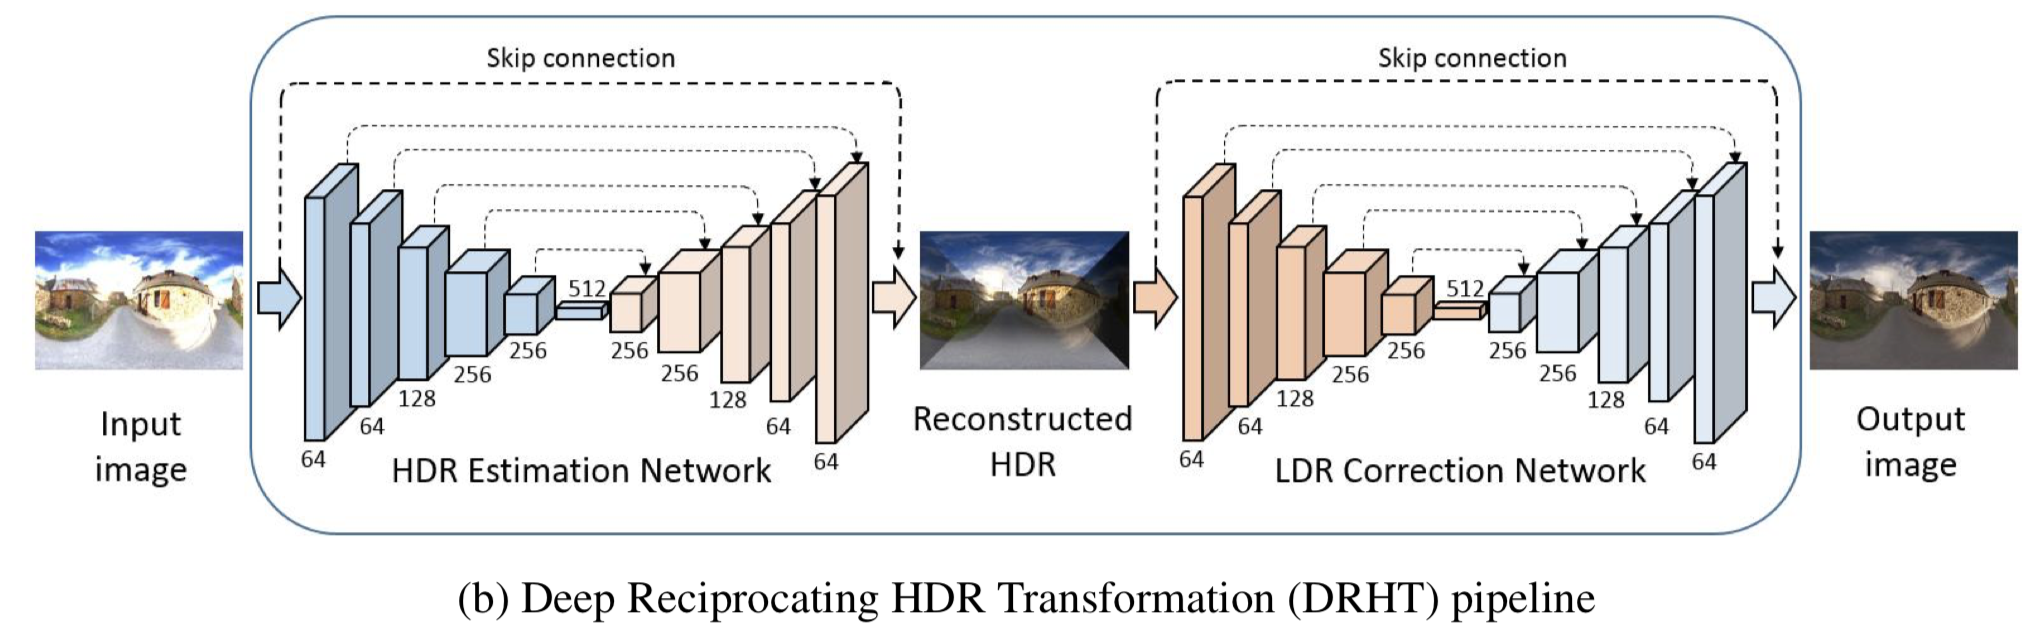 Skip connection
Skip connection
512
256
256
128
64
64
256
256
128
64
64
512
256
256
128
64
64
256
256
128
64
64
Input
image
HDR Estimation Network
Reconstructed
HDR
LDR Correction Network
Output
image
(b) Deep Reciprocating HDR Transformation (DRHT) pipeline